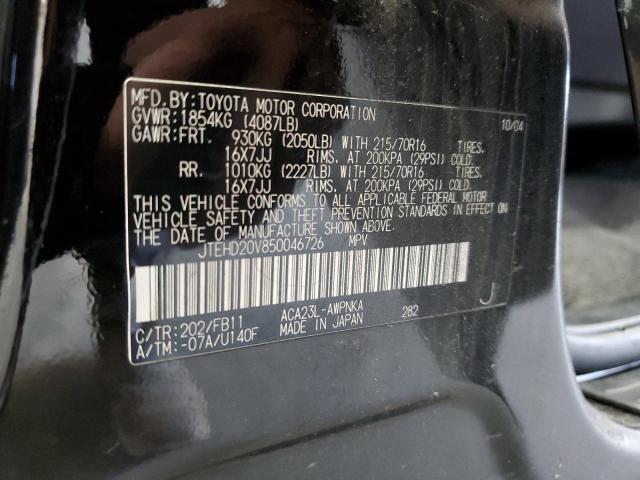 MFD.BY:TOYOTA MOTOR CORPORATION 10/04
GVWR:1854KG (4087LB)
GAWR:FRT. 930KG (2050LB) WITH 215/70R16 TIRES.
16X7JJ RIMS. AT 200KPA (29PSI) COLD.
RR. 1010KG (2227LB) WITH 215/70R16 TIRES.
16X7JJ RIMS. AT 200KPA (29PSI) COLD.
THIS VEHICLE CONFORMS TO ALL APPLICABLE FEDERAL MOTOR
VEHICLE SAFETY AND THEFT PREVENTION STANDARDS IN EFFECT ON
THE DATE OF MANUFACTURE SHOWN ABOVE.
JTEHD20V850046726 MPV
C/TR:202/FB11 ACA23L-AWPNKA J
A/TM:-07A/U140F MADE IN JAPAN 282